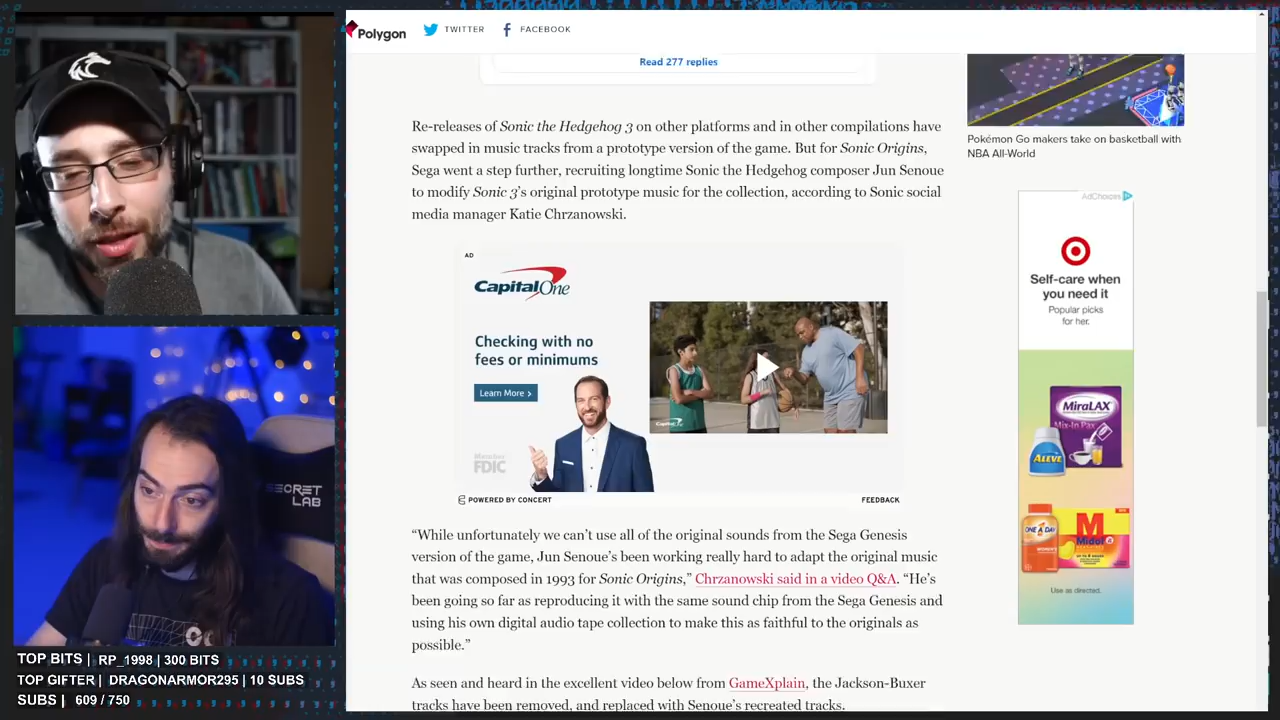 Polygon
TWITTER
FACEBOOK
Read 277 replies
Re-releases of Sonic the Hedgehog 3 on other platforms and in other compilations have
swapped in music tracks from a prototype version of the game. But for Sonic Origins,
Sega went a step further, recruiting longtime Sonic the Hedgehog composer Jun Senoue
to modify Sonic 3's original prototype music for the collection, according to Sonic social
media manager Katie Chrzanowski.
AD
Capital One
Checking with no
fees or minimums
Learn More >
FDIC
POWERED BY CONCERT
FEEDBACK
“While unfortunately we can’t use all of the original sounds from the Sega Genesis
version of the game, Jun Senoue’s been working really hard to adapt the original music
that was composed in 1993 for Sonic Origins,” Chrzanowski said in a video Q&A. “He’s
been going so far as reproducing it with the same sound chip from the Sega Genesis and
using his own digital audio tape collection to make this as faithful to the originals as
possible.”
As seen and heard in the excellent video below from GameXplain, the Jackson-Buxer
tracks have been removed, and replaced with Senoue’s recreated tracks.
Pokémon Go makers take on basketball with
NBA All-World
AdChoices
Self-care when
you need it
Popular picks
for her.
MiraLAX
Mix-In Pax
ALEVE
ONE A DAY
Midol
Use as directed.
SECRET
LAB
TOP BITS | RP_1998 | 300 BITS
TOP GIFTER | DRAGONARMOR295 | 10 SUBS
SUBS | 609 / 750